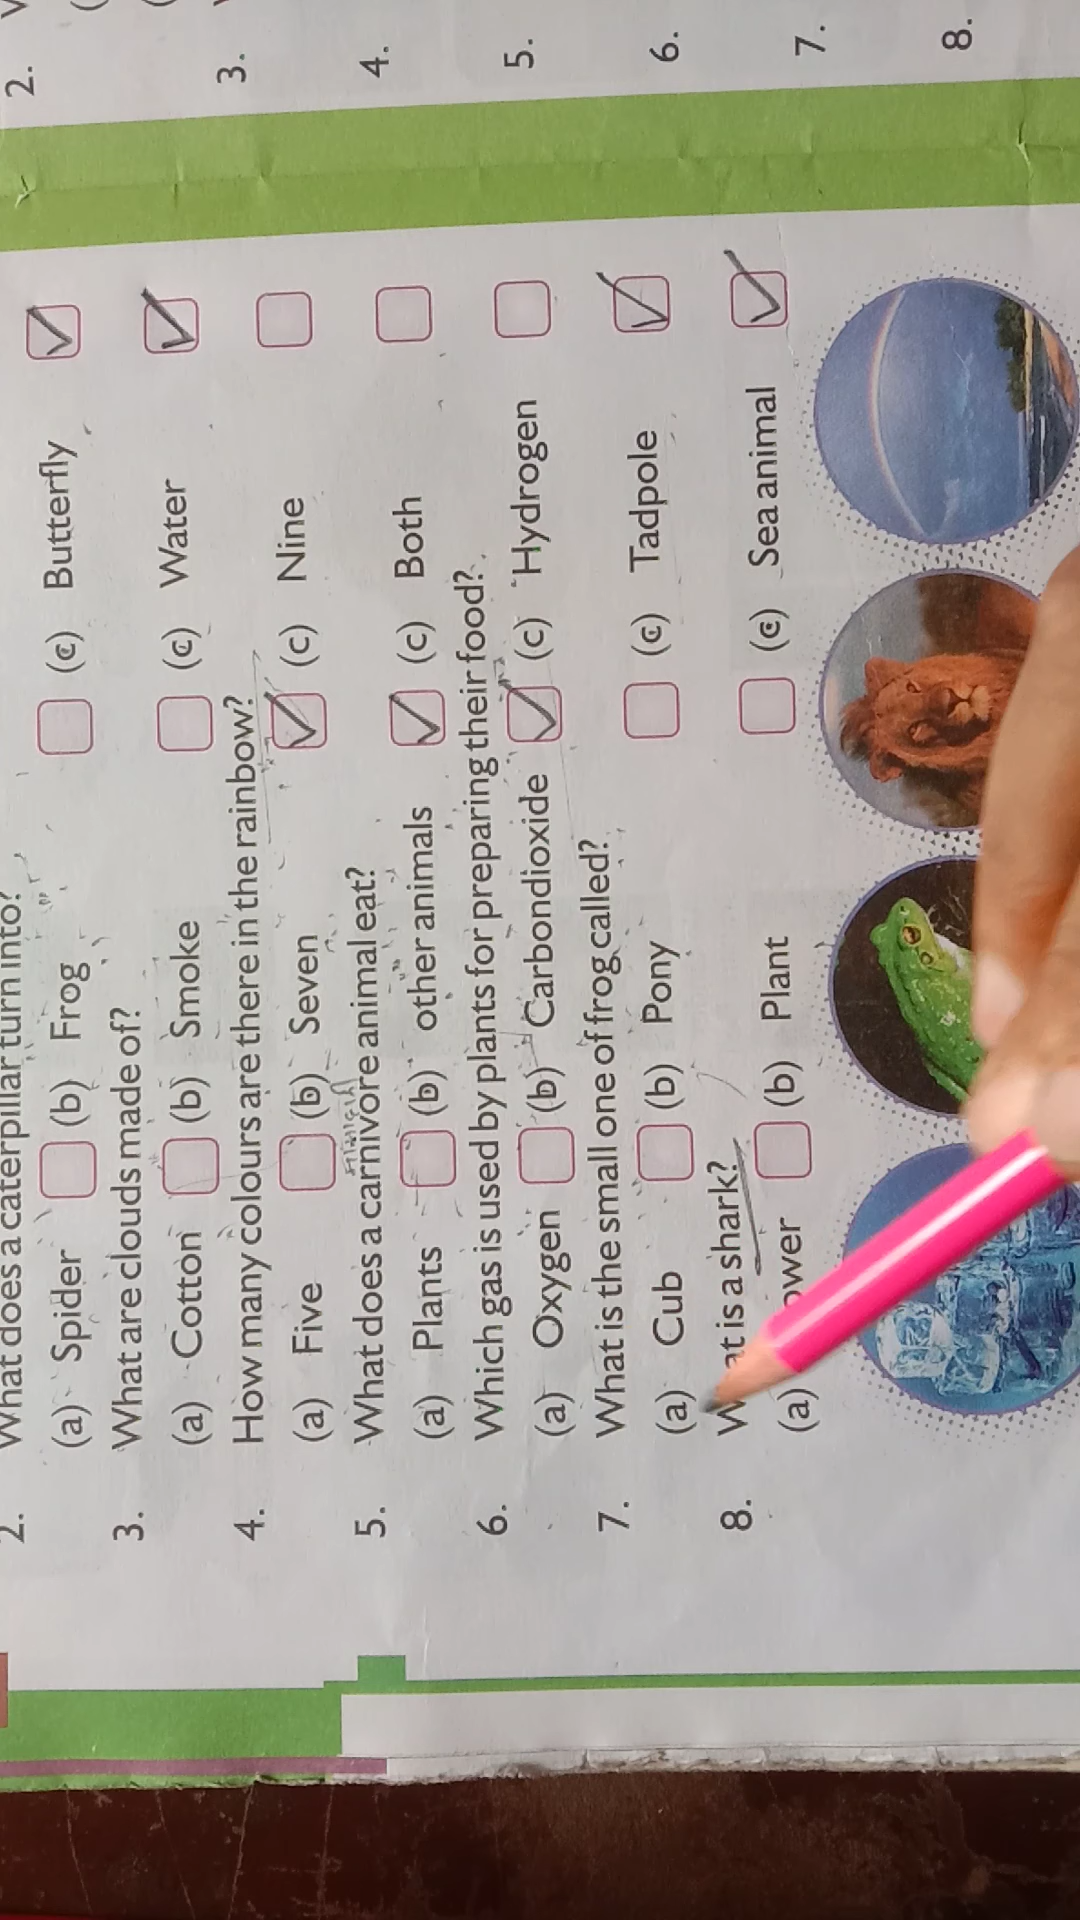 2. What does a caterpillar turn into?
(a) Spider (b) Frog (c) Butterfly
3. What are clouds made of?
(a) Cotton (b) Smoke (c) Water
4. How many colours are there in the rainbow?
(a) Five (b) Seven (c) Nine
5. What does a carnivore animal eat?
(a) Plants (b) other animals (c) Both
6. Which gas is used by plants for preparing their food?
(a) Oxygen (b) Carbondioxide (c) Hydrogen
7. What is the small one of frog called?
(a) Cub (b) Pony (c) Tadpole
8. is a shark?
(a) (b) Plant (c) Sea animal
2.
3.
4.
5.
6.
7.
8.